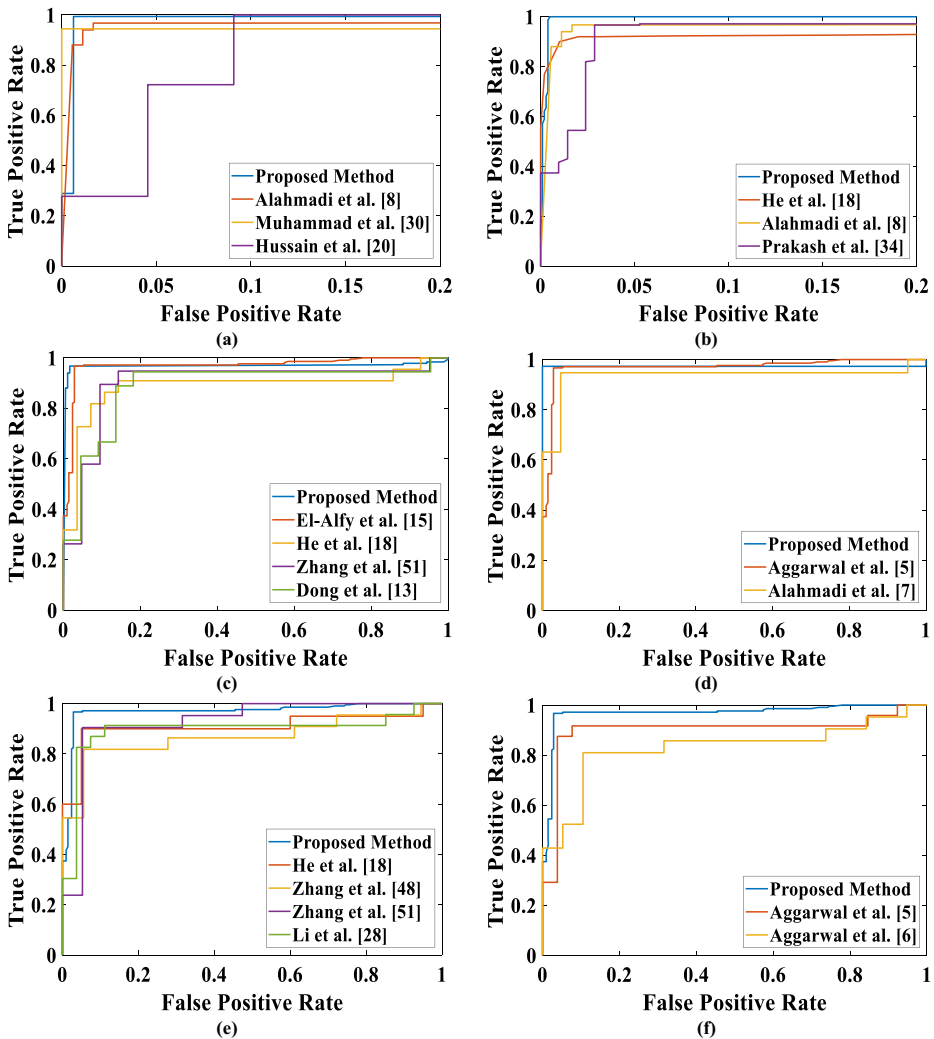 True Positive Rate
1
0.8
0.6
0.4
0.2
0
Proposed Method
Alahmadi et al. [8]
Muhammad et al. [30]
Hussain et al. [20]
0 0.05 0.1 0.15 0.2
False Positive Rate
(a)
True Positive Rate
1
0.8
0.6
0.4
0.2
0
Proposed Method
He et al. [18]
Alahmadi et al. [8]
Prakash et al. [34]
0 0.05 0.1 0.15 0.2
False Positive Rate
(b)
True Positive Rate
1
0.8
0.6
0.4
0.2
0
Proposed Method
El-Alfy et al. [15]
He et al. [18]
Zhang et al. [51]
Dong et al. [13]
0 0.2 0.4 0.6 0.8 1
False Positive Rate
(c)
True Positive Rate
1
0.8
0.6
0.4
0.2
0
Proposed Method
Aggarwal et al. [5]
Alahmadi et al. [7]
0 0.2 0.4 0.6 0.8 1
False Positive Rate
(d)
True Positive Rate
1
0.8
0.6
0.4
0.2
0
Proposed Method
He et al. [18]
Zhang et al. [48]
Zhang et al. [51]
Li et al. [28]
0 0.2 0.4 0.6 0.8 1
False Positive Rate
(e)
True Positive Rate
1
0.8
0.6
0.4
0.2
0
Proposed Method
Aggarwal et al. [5]
Aggarwal et al. [6]
0 0.2 0.4 0.6 0.8 1
False Positive Rate
(f)